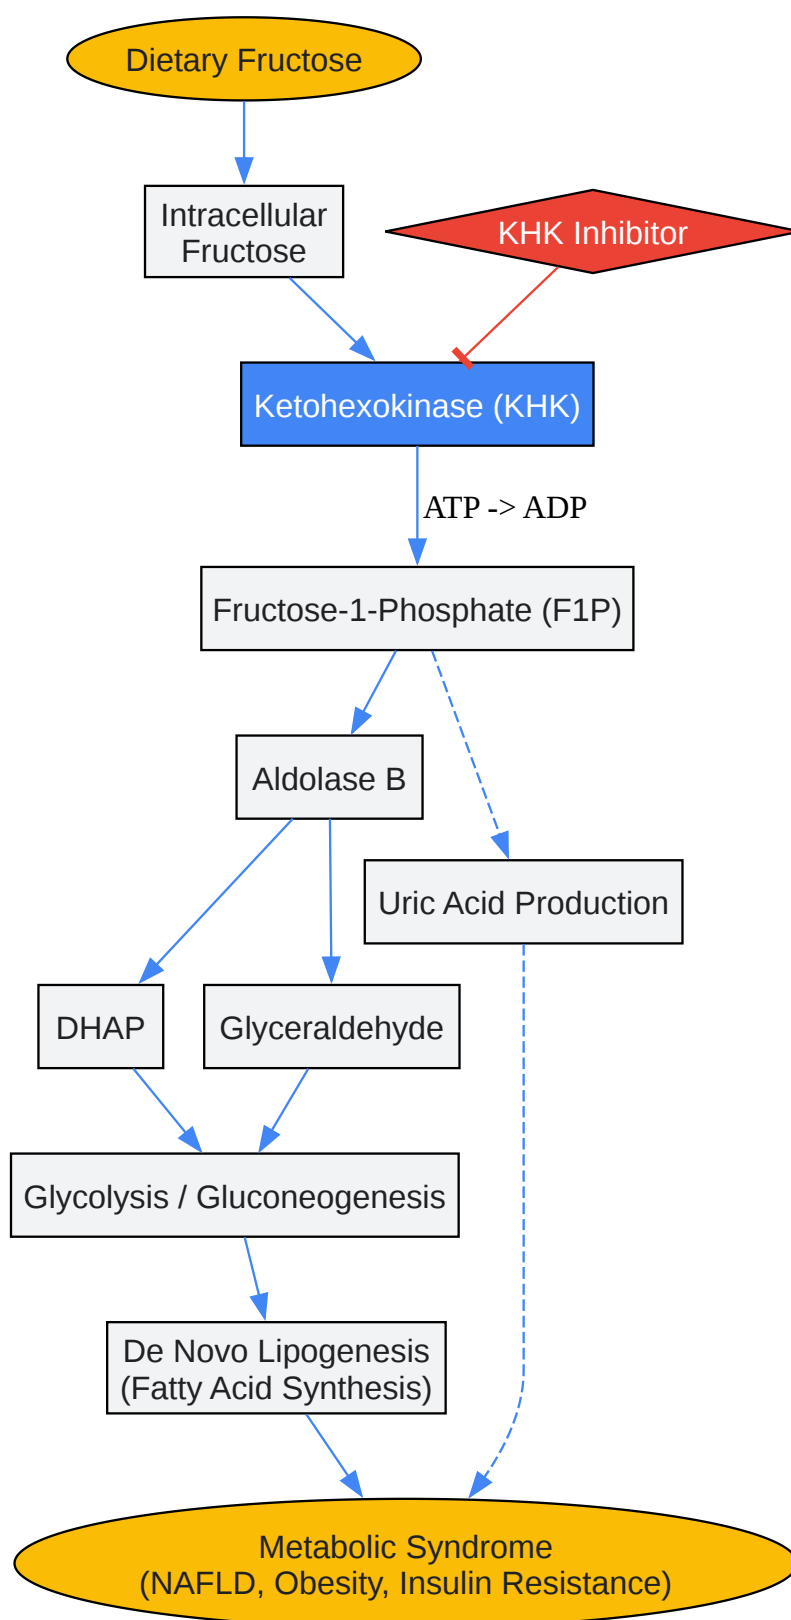 Dietary Fructose
Intracellular
Fructose
KHK Inhibitor
Ketohexokinase (KHK)
ATP -> ADP
Fructose-1-Phosphate (F1P)
Aldolase B
Uric Acid Production
DHAP
Glyceraldehyde
Glycolysis / Gluconeogenesis
De Novo Lipogenesis
(Fatty Acid Synthesis)
Metabolic Syndrome
(NAFLD, Obesity, Insulin Resistance)